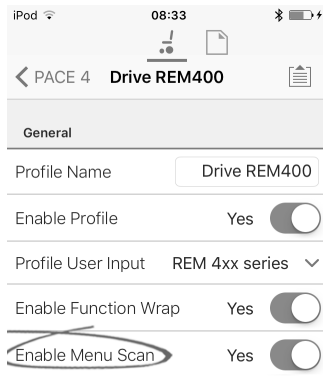 iPod 08:33
PACE 4 Drive REM400
General
Profile Name Drive REM400
Enable Profile Yes
Profile User Input REM 4xx series
Enable Function Wrap Yes
Enable Menu Scan Yes